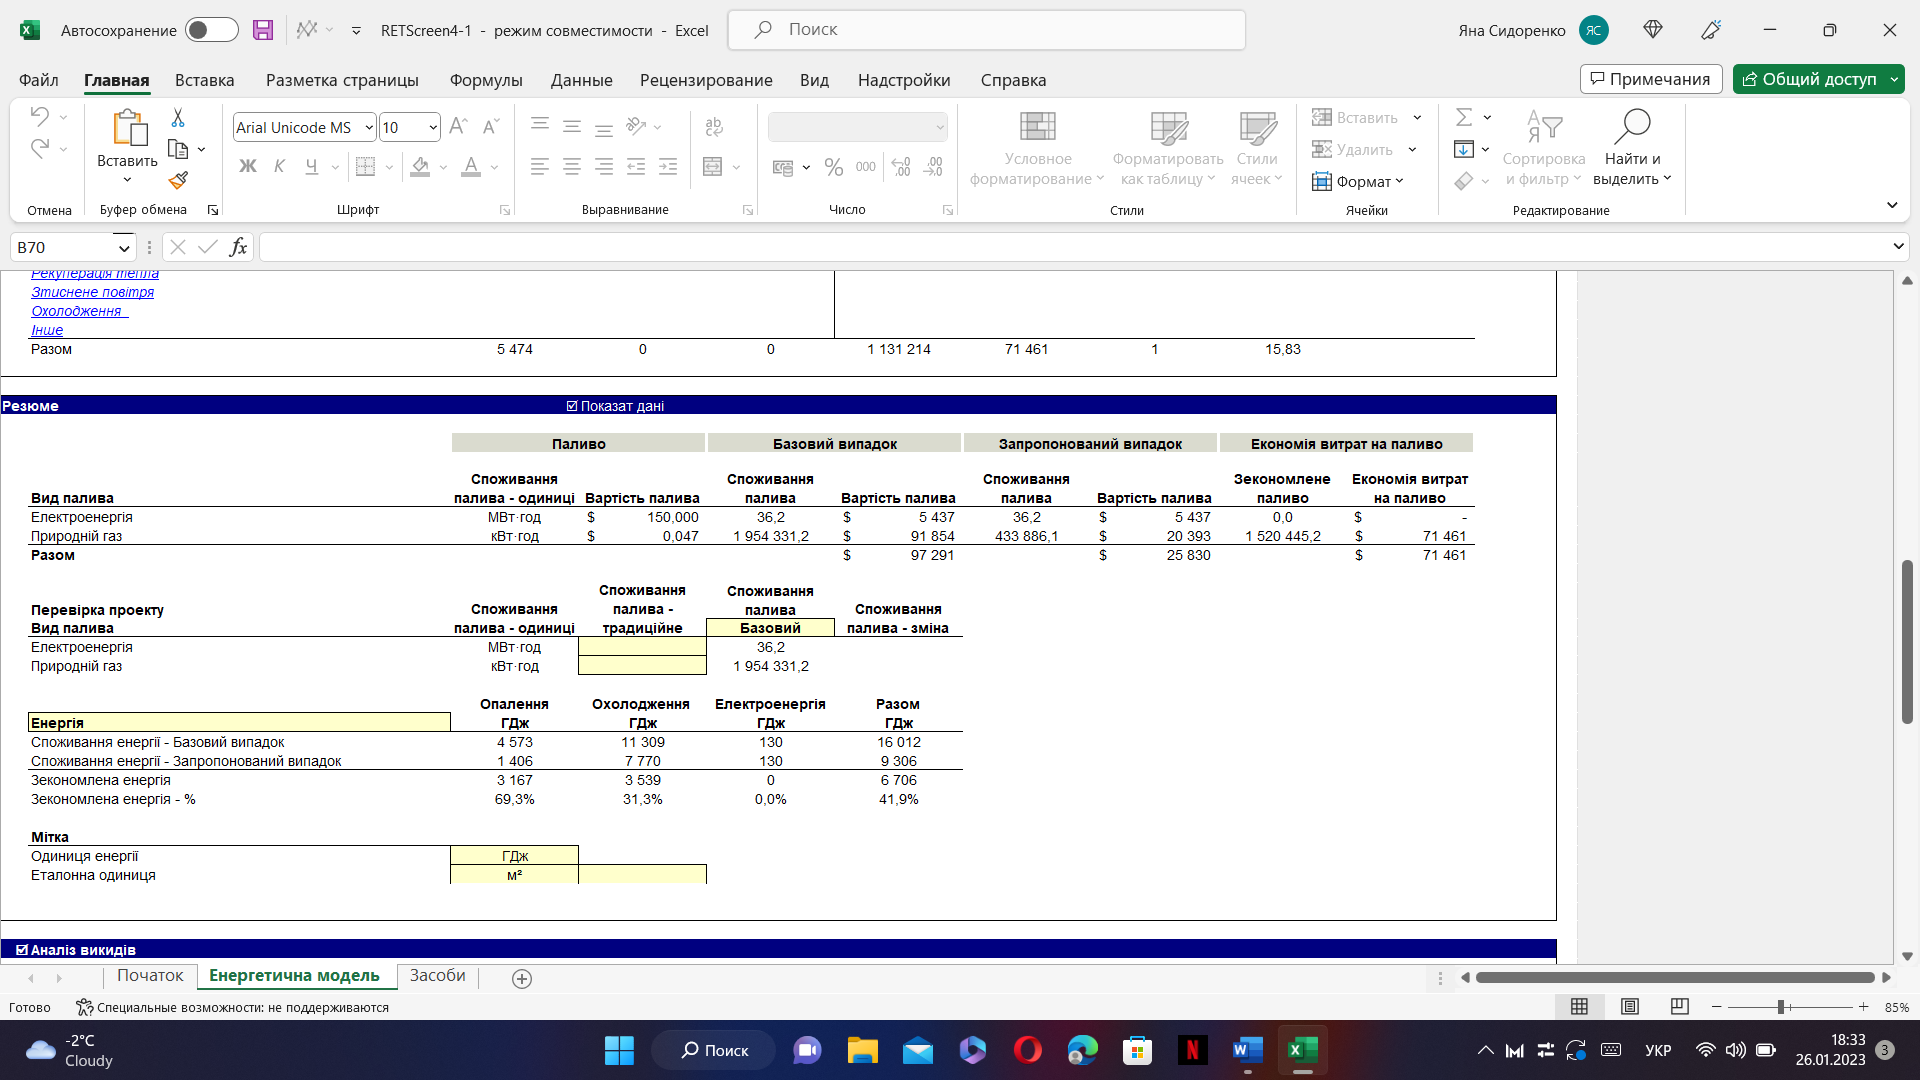 Автосохранение
RETScreen4-1 - режим совместимости - Excel
Поиск
Яна Сидоренко
ЯС
Файл Главная Вставка Разметка страницы Формулы Данные Рецензирование Вид Надстройки Справка
Примечания
Общий доступ
Вставить
Arial Unicode MS 10
Ж К Ч
% 000
Условное форматирование
Форматировать как таблицу
Стили ячеек
Вставить
Удалить
Формат
Сортировка и фильтр
Найти и выделить
Отмена Буфер обмена Шрифт Выравнивание Число Стили Ячейки Редактирование
B70
fx
Рекуперація тепла
Зтиснене повітря
Охолодження
Інше
Разом 5 474 0 0 1 131 214 71 461 1 15,83
Резюме Показат дані
Паливо Базовий випадок Запропонований випадок Економія витрат на паливо
Споживання Споживання Споживання Зекономлене Економія витрат
Вид палива палива - одиниці Вартість палива палива Вартість палива палива Вартість палива паливо на паливо
Електроенергія МВт·год $ 150,000 36,2 $ 5 437 36,2 $ 5 437 0,0 $ -
Природній газ кВт·год $ 0,047 1 954 331,2 $ 91 854 433 886,1 $ 20 393 1 520 445,2 $ 71 461
Разом $ 97 291 $ 25 830 $ 71 461
Споживання Споживання
Перевірка проекту Споживання палива - палива Споживання
Вид палива палива - одиниці традиційне Базовий палива - зміна
Електроенергія МВт·год 36,2
Природній газ кВт·год 1 954 331,2
Опалення Охолодження Електроенергія Разом
Енергія ГДж ГДж ГДж ГДж
Споживання енергії - Базовий випадок 4 573 11 309 130 16 012
Споживання енергії - Запропонований випадок 1 406 7 770 130 9 306
Зекономлена енергія 3 167 3 539 0 6 706
Зекономлена енергія - % 69,3% 31,3% 0,0% 41,9%
Мітка
Одиниця енергії ГДж
Еталонна одиниця м²
Аналіз викидів
Початок Енергетична модель Засоби
Готово Специальные возможности: не поддерживаются 85%
-2°C
Cloudy
Поиск
УКР
18:33
26.01.2023
3